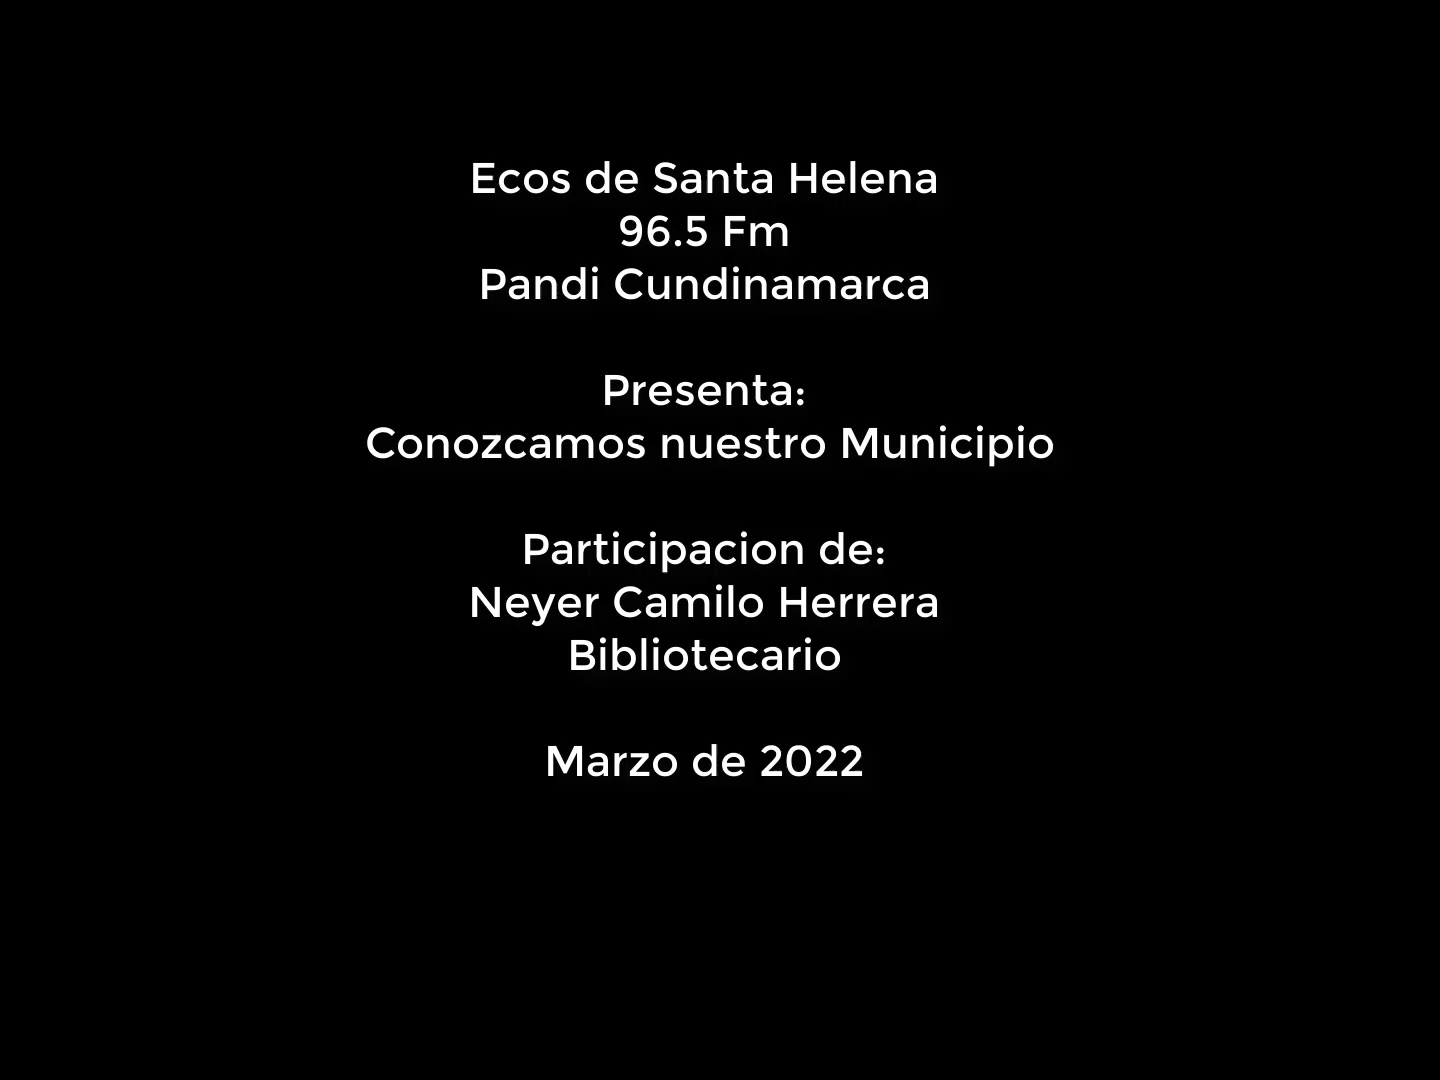 Ecos de Santa Helena
96.5 Fm
Pandi Cundinamarca
Presenta:
Conozcamos nuestro Municipio
Participacion de:
Neyer Camilo Herrera
Bibliotecario
Marzo de 2022